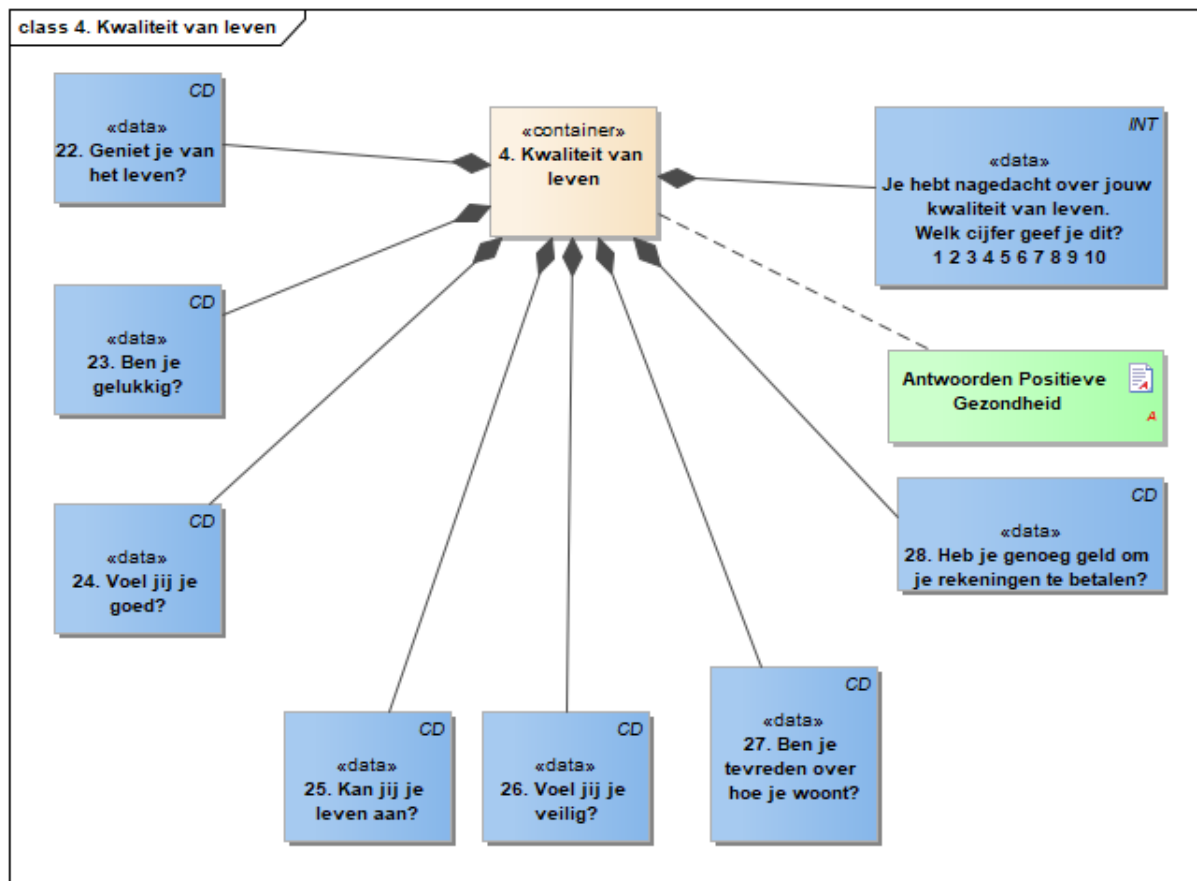 class 4. Kwaliteit van leven
CD
«data»
22. Geniet je van
het leven?
«container»
4. Kwaliteit van
leven
INT
«data»
Je hebt nagedacht over jouw
kwaliteit van leven.
Welk cijfer geef je dit?
1 2 3 4 5 6 7 8 9 10
CD
«data»
23. Ben je
gelukkig?
Antwoorden Positieve
Gezondheid
A
A
CD
«data»
24. Voel jij je
goed?
CD
«data»
28. Heb je genoeg geld om
je rekeningen te betalen?
CD
«data»
25. Kan jij je
leven aan?
CD
«data»
26. Voel jij je
veilig?
CD
«data»
27. Ben je
tevreden over
hoe je woont?